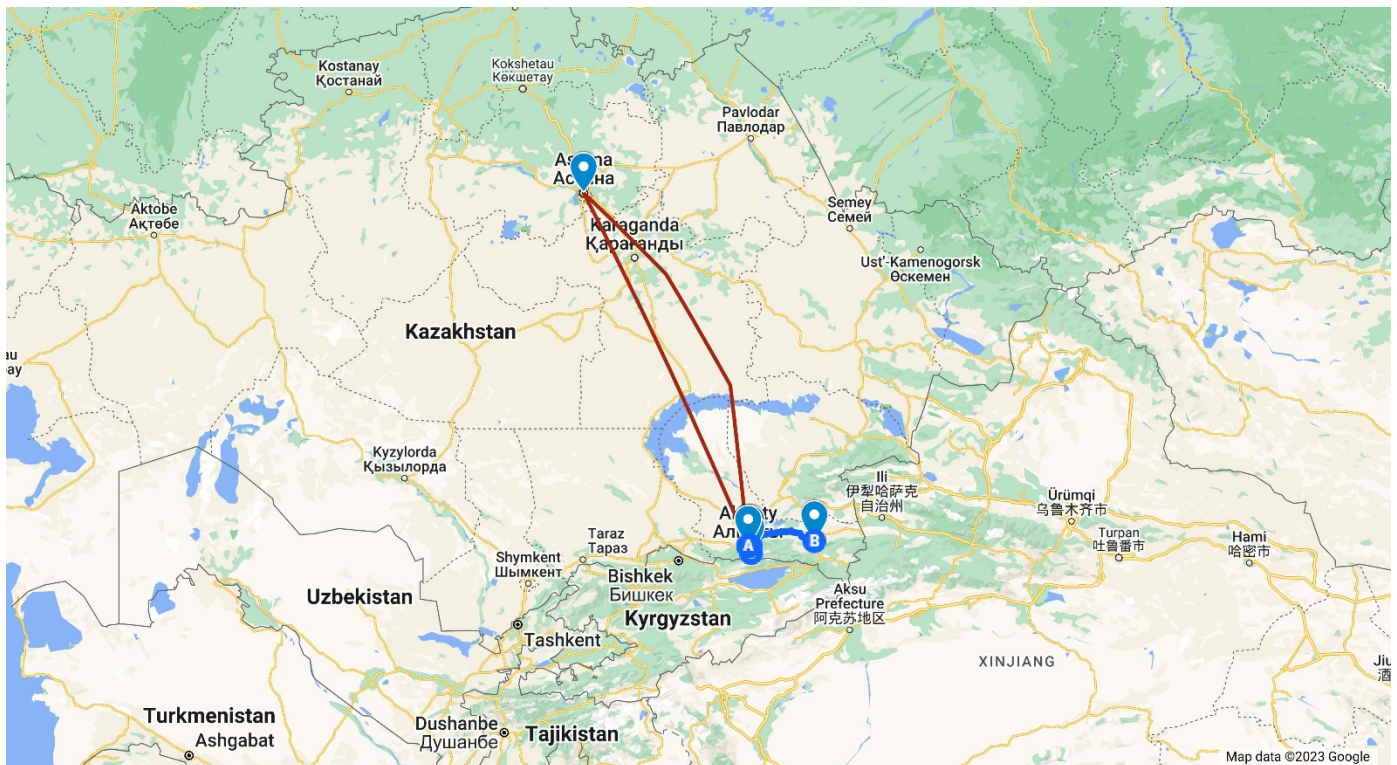 Kostanay
Қостанай
Kokshetau
Көкшетау
Pavlodar
Павлодар
Karaganda
Қарағанды
Semey
Семей
Aktobe
Ақтөбе
Ust'-Kamenogorsk
Өскемен
Kazakhstan
Kyzylorda
Қызылорда
Ili
伊犁哈萨克
自治州
Ürümqi
乌鲁木齐市
Turpan
吐鲁番市
Hami
哈密市
A
B
Taraz
Тараз
Shymkent
Шымкент
Bishkek
Бишкек
Uzbekistan
Kyrgyzstan
Aksu
Prefecture
阿克苏地区
Tashkent
XINJIANG
Turkmenistan
Ashgabat
Dushanbe
Душанбе
Tajikistan
Map data ©2023 Google